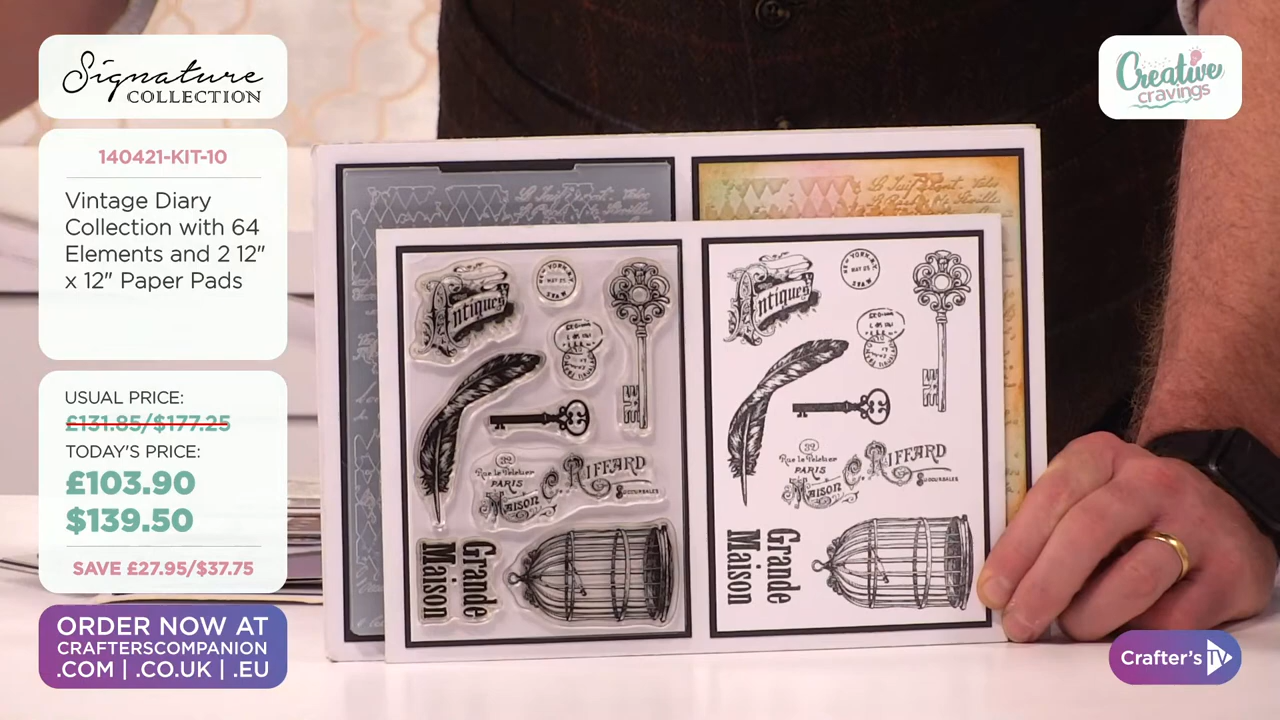 Signature
COLLECTION
140421-KIT-10
Vintage Diary
Collection with 64
Elements and 2 12"
x 12" Paper Pads
USUAL PRICE:
£131.85/$177.25
TODAY'S PRICE:
£103.90
$139.50
SAVE £27.95/$37.75
ORDER NOW AT
CRAFTERSCOMPANION
.COM | .CO.UK | .EU
Creative
cravings
Antiques
39
Rue le Peletier
PARIS
Maison C. RIFFARD
SUCCURSALES
Grande
Maison
Antiques
39
Rue le Peletier
PARIS
Maison C. RIFFARD
SUCCURSALES
Grande
Maison
Crafter's TV